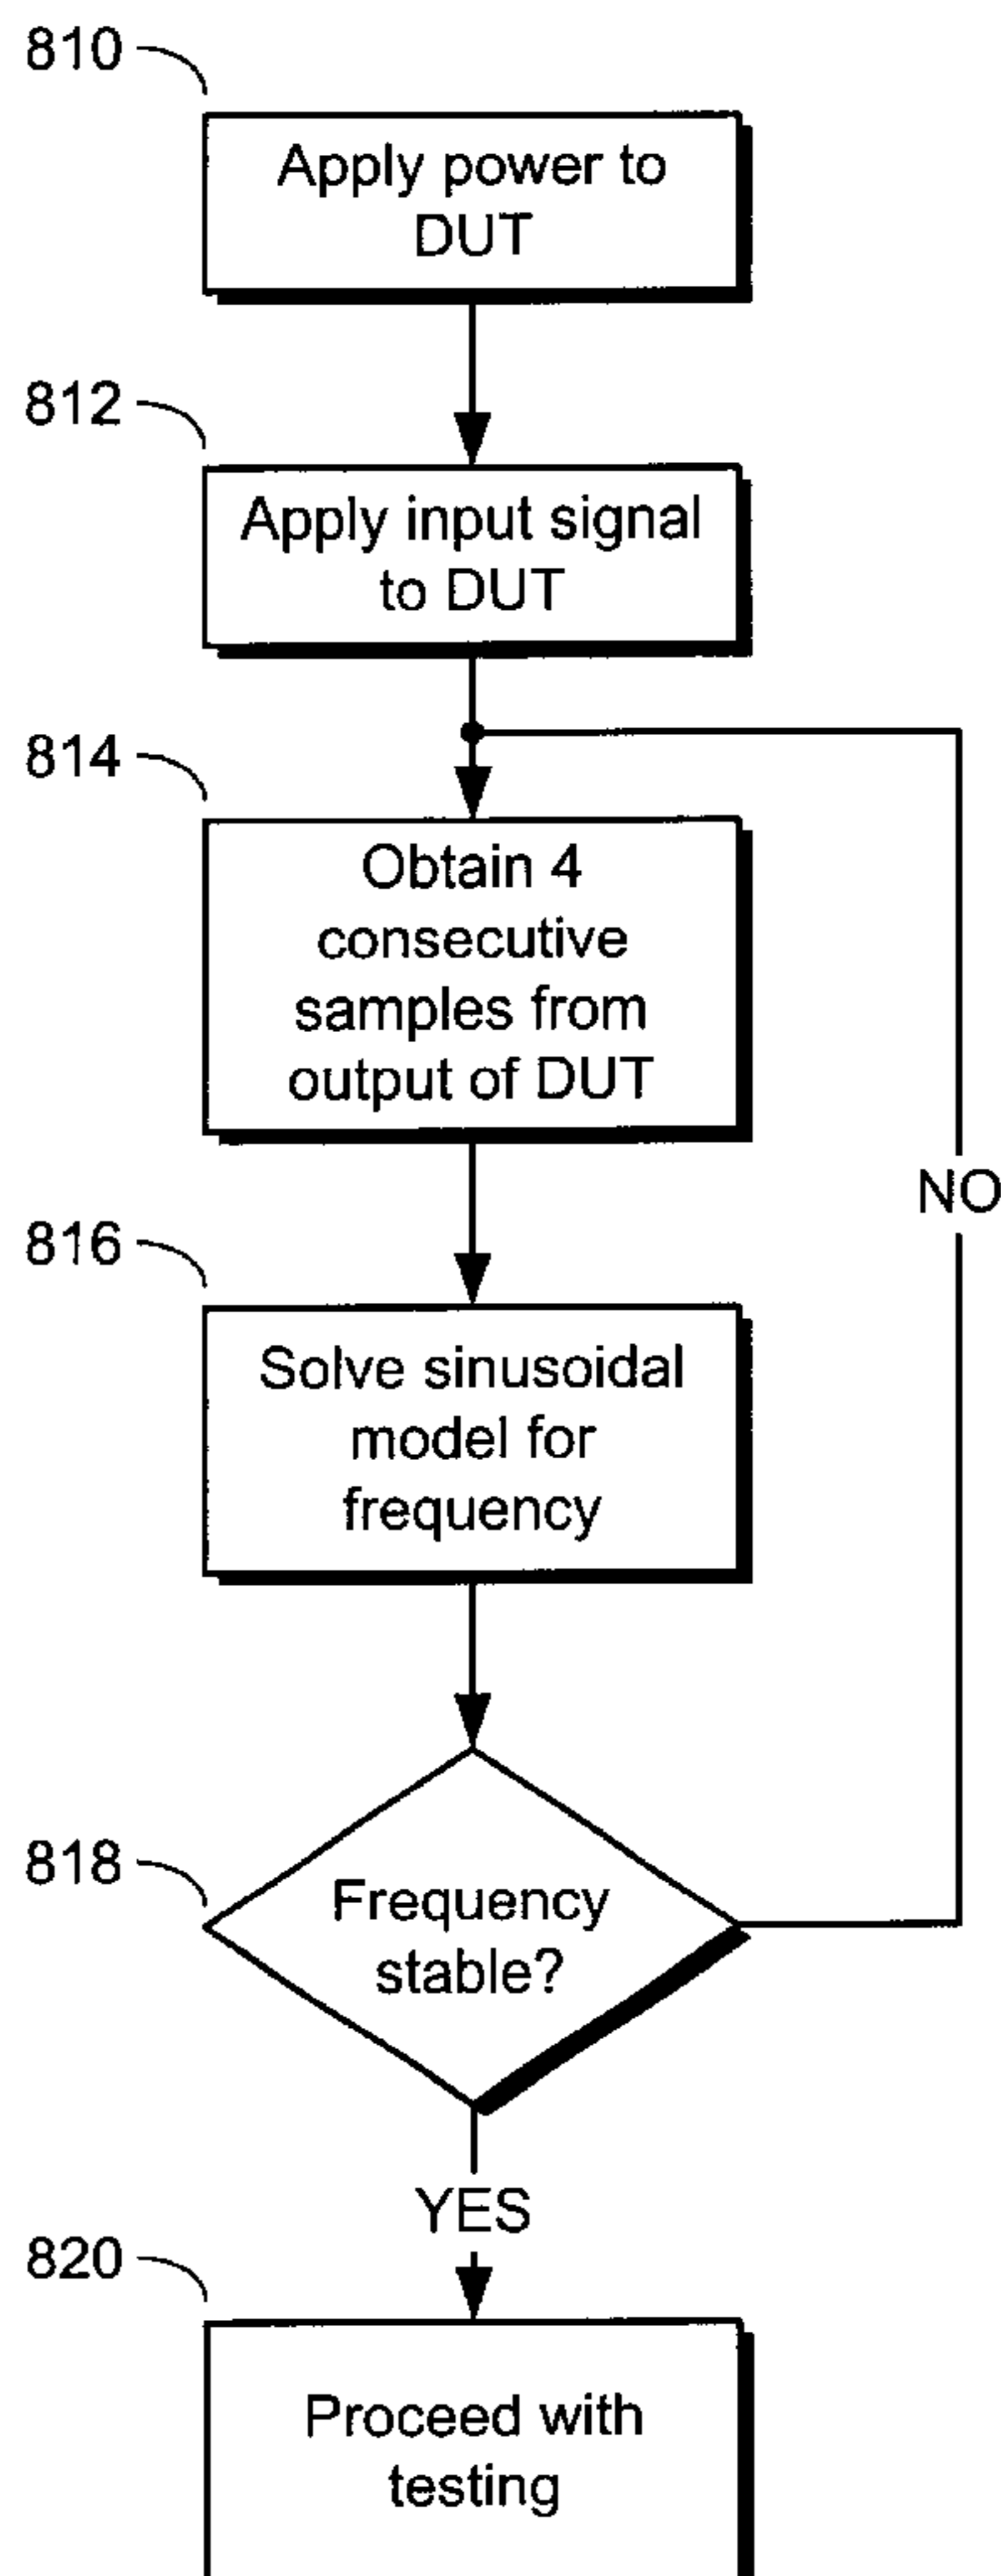 810
Apply power to
DUT
812
Apply input signal
to DUT
814
Obtain 4
consecutive
samples from
output of DUT
NO
816
Solve sinusoidal
model for
frequency
818
Frequency
stable?
YES
820
Proceed with
testing